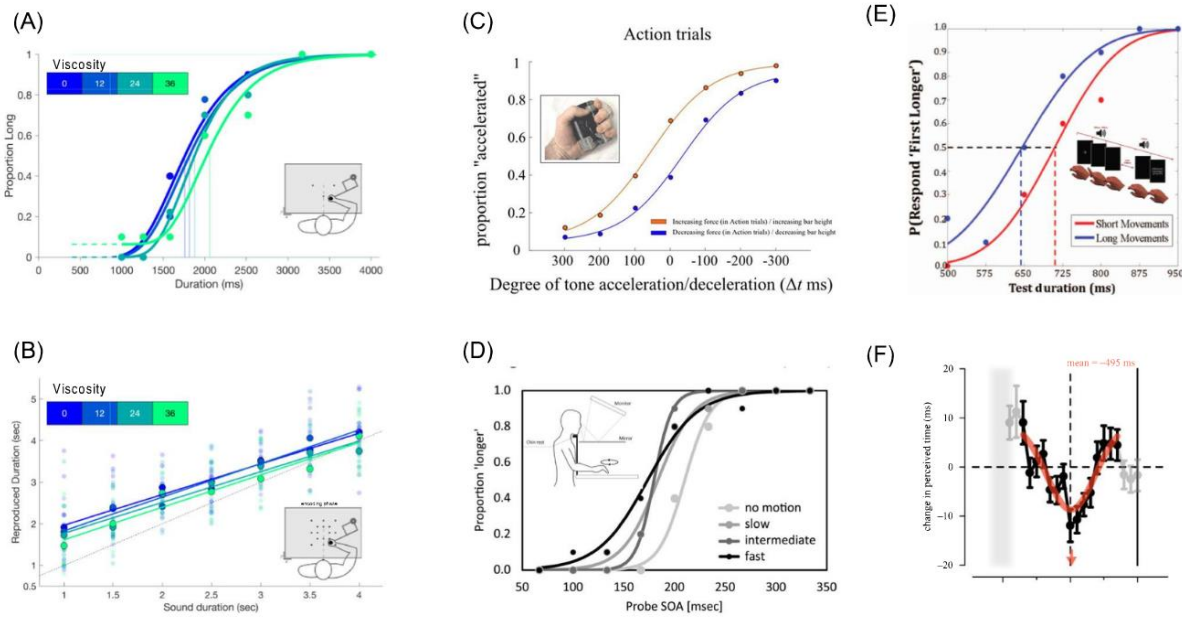 (A)
Viscosity
0 12 24 36
Proportion Long
1
0.8
0.6
0.4
0.2
0
0 500 1000 1500 2000 2500 3000 3500 4000
Duration (ms)
(B)
Viscosity
0 12 24 36
Reproduced Duration (sec)
5
4
3
2
1
0.5
1 1.5 2 2.5 3 3.5 4
Sound duration (sec)
(C)
Action trials
proportion "accelerated"
1
0.8
0.6
0.4
0.2
0
Increasing force (in Action trials) / increasing bar height
Decreasing force (in Action trials) / decreasing bar height
300 200 100 0 -100 -200 -300
Degree of tone acceleration/deceleration (Δt ms)
(D)
Proportion 'longer'
1.0
0.8
0.6
0.4
0.2
0.0
Monitor
Mirror
Chin rest
no motion
slow
intermediate
fast
50 100 150 200 250 300 350
Probe SOA [msec]
(E)
P(Respond 'First Longer')
1.0
0.9
0.8
0.7
0.6
0.5
0.3
0.2
0.1
0.0
Short Movements
Long Movements
500 575 650 725 800 875 950
Test duration (ms)
(F)
mean = −495 ms
change in perceived time (ms)
20
10
0
−10
−20